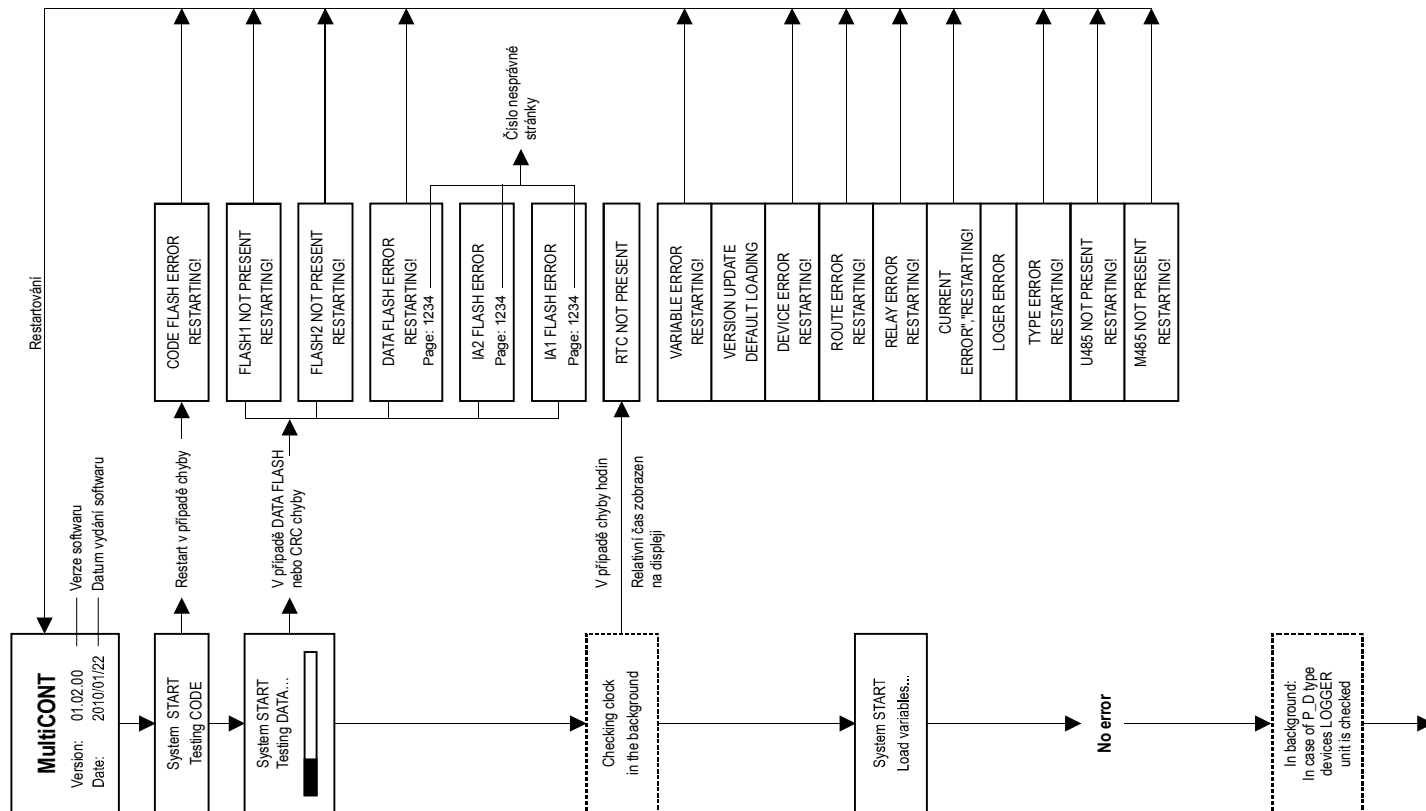 Restartování
MultiCONT
Version: 01.02.00
Date: 2010/01/22
Verze softwaru
Datum vydání softwaru
System START
Testing CODE
Restart v případě chyby
CODE FLASH ERROR
RESTARTING!
System START
Testing DATA...
V případě DATA FLASH
nebo CRC chyby
FLASH1 NOT PRESENT
RESTARTING!
FLASH2 NOT PRESENT
RESTARTING!
DATA FLASH ERROR
RESTARTING!
Page: 1234
IA2 FLASH ERROR
Page: 1234
IA1 FLASH ERROR
Page: 1234
Číslo nesprávné
stránky
Checking clock
in the background
V případě chyby hodin
Relativní čas zobrazen
na displeji
RTC NOT PRESENT
System START
Load variables...
VARIABLE ERROR
RESTARTING!
VERSION UPDATE
DEFAULT LOADING
DEVICE ERROR
RESTARTING!
ROUTE ERROR
RESTARTING!
RELAY ERROR
RESTARTING!
CURRENT
ERROR","RESTARTING!
LOGER ERROR
TYPE ERROR
RESTARTING!
U485 NOT PRESENT
RESTARTING!
M485 NOT PRESENT
RESTARTING!
No error
In background:
In case of P_D type
devices LOGGER
unit is checked